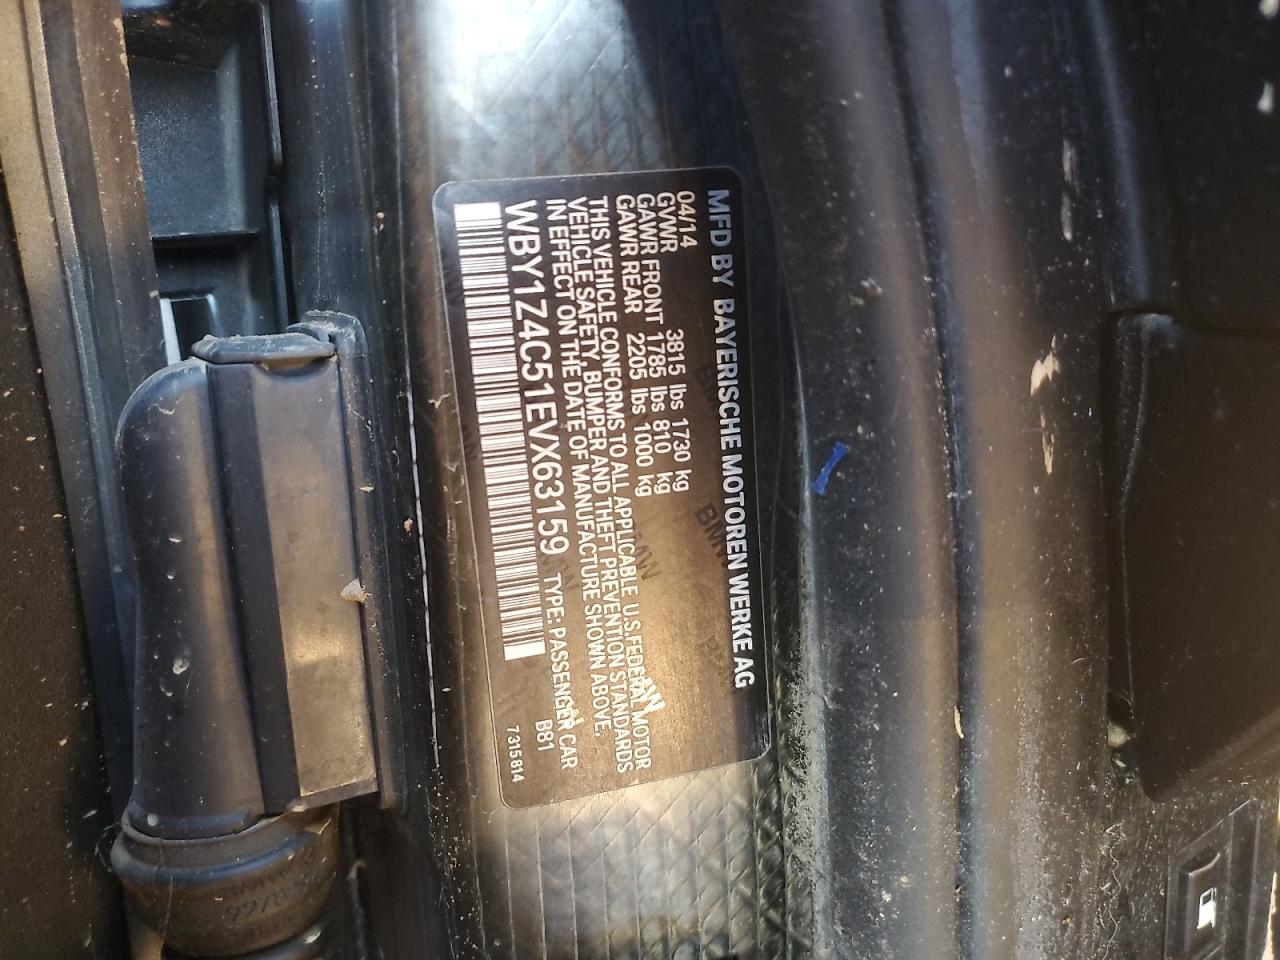 MFD BY BAYERISCHE MOTOREN WERKE AG
04/14
GVWR 3815 lbs 1730 kg
GAWR FRONT 1785 lbs 810 kg
GAWR REAR 2205 lbs 1000 kg
THIS VEHICLE CONFORMS TO ALL APPLICABLE U.S.FEDERAL MOTOR
VEHICLE SAFETY, BUMPER AND THEFT PREVENTION STANDARDS
IN EFFECT ON THE DATE OF MANUFACTURE SHOWN ABOVE.
WBY1Z4C51EVX63159 TYPE: PASSENGER CAR
B81
7315814
BMW